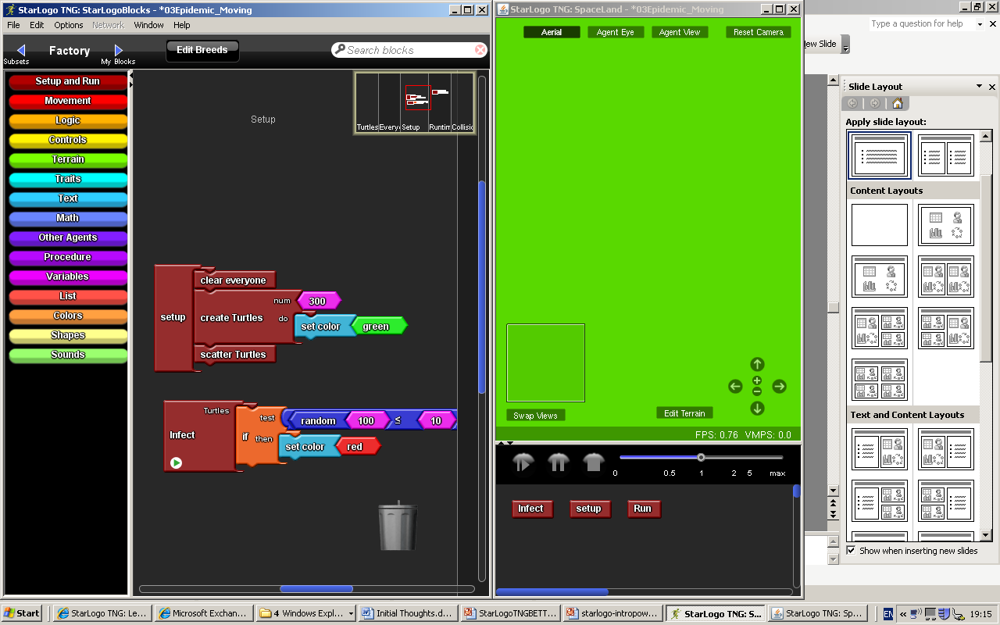 StarLogo TNG: StarLogoBlocks - *03Epidemic_Moving
File Edit Options Network Window Help
Subsets
Factory
My Blocks
Edit Breeds
Search blocks
Setup and Run
Movement
Logic
Controls
Terrain
Traits
Text
Math
Other Agents
Procedure
Variables
List
Colors
Shapes
Sounds
Setup
Turtles Every Setup Runtim Collisio
setup
clear everyone
create Turtles
num 300
do set color green
scatter Turtles
Infect
Turtles
if
test random 100 ≤ 10
then set color red
StarLogo TNG: SpaceLand - *03Epidemic_Moving
Aerial Agent Eye Agent View Reset Camera
Swap Views
Edit Terrain
FPS: 0.76 VMPS: 0.0
0 0.5 1 2 5 max
Infect setup Run
Type a question for help
ew Slide
Slide Layout
Apply slide layout:
Content Layouts
Text and Content Layouts
Show when inserting new slides
Start
StarLogo TNG: Le...
Microsoft Exchan...
4 Windows Expl...
Initial Thoughts.d...
StarLogoTNGBETT...
starlogo-intropow...
StarLogo TNG: S...
StarLogo TNG: Sp...
EN
19:15